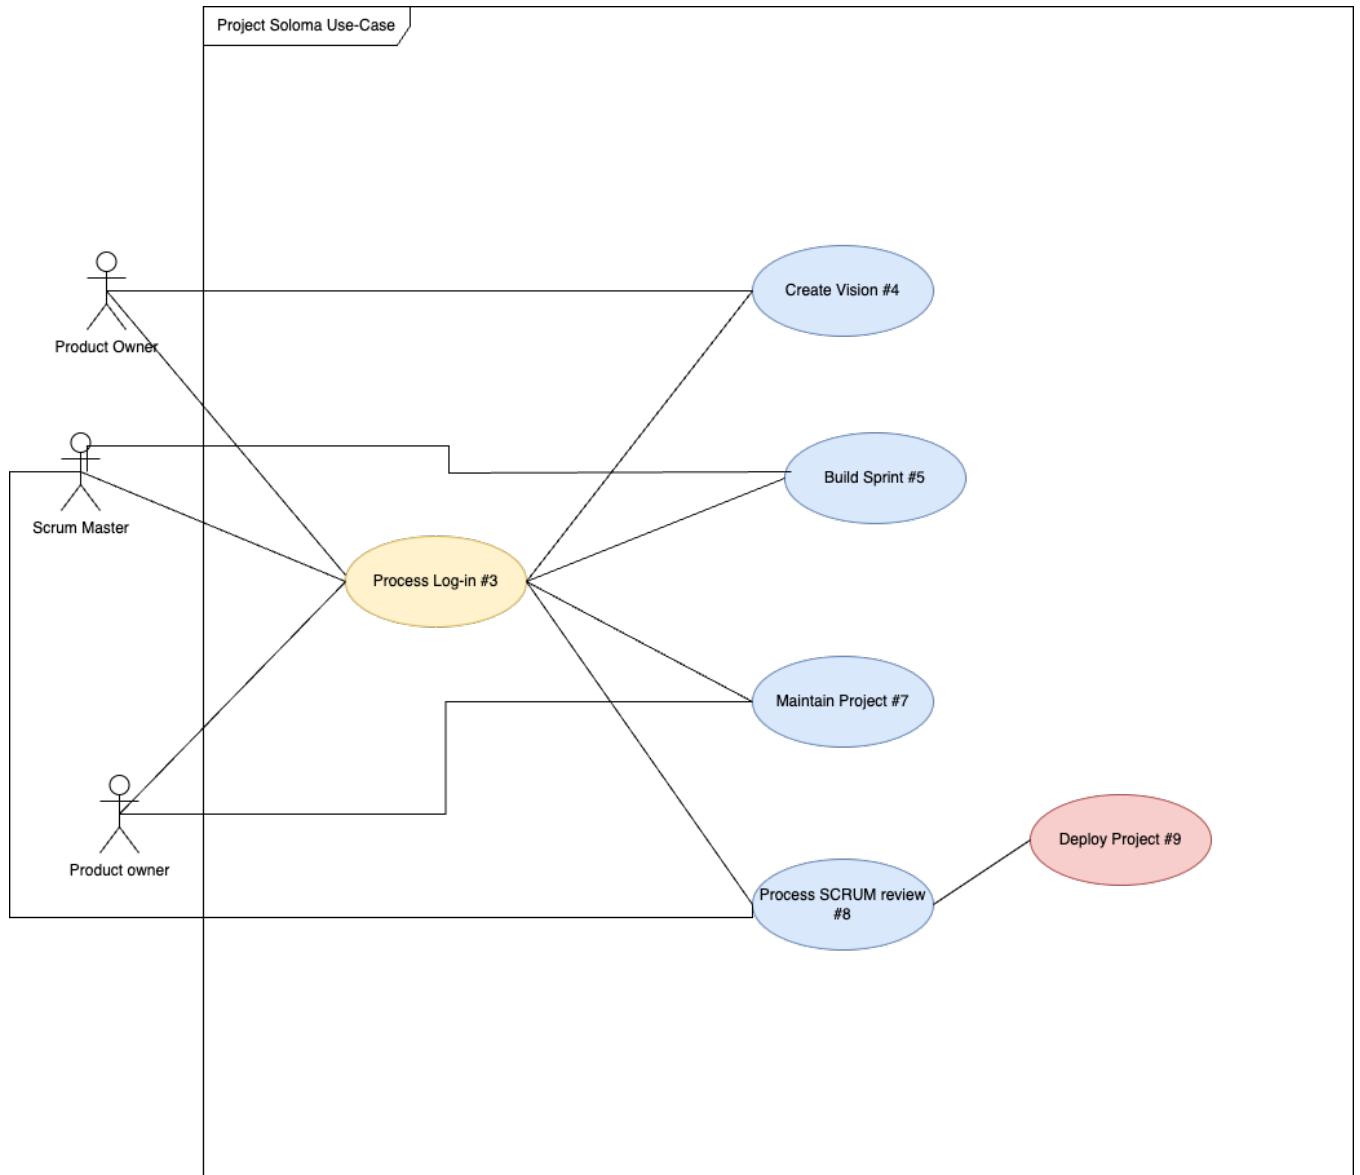 Project Soloma Use-Case
Create Vision #4
Product Owner
Build Sprint #5
Scrum Master
Process Log-in #3
Maintain Project #7
Deploy Project #9
Product owner
Process SCRUM review
#8